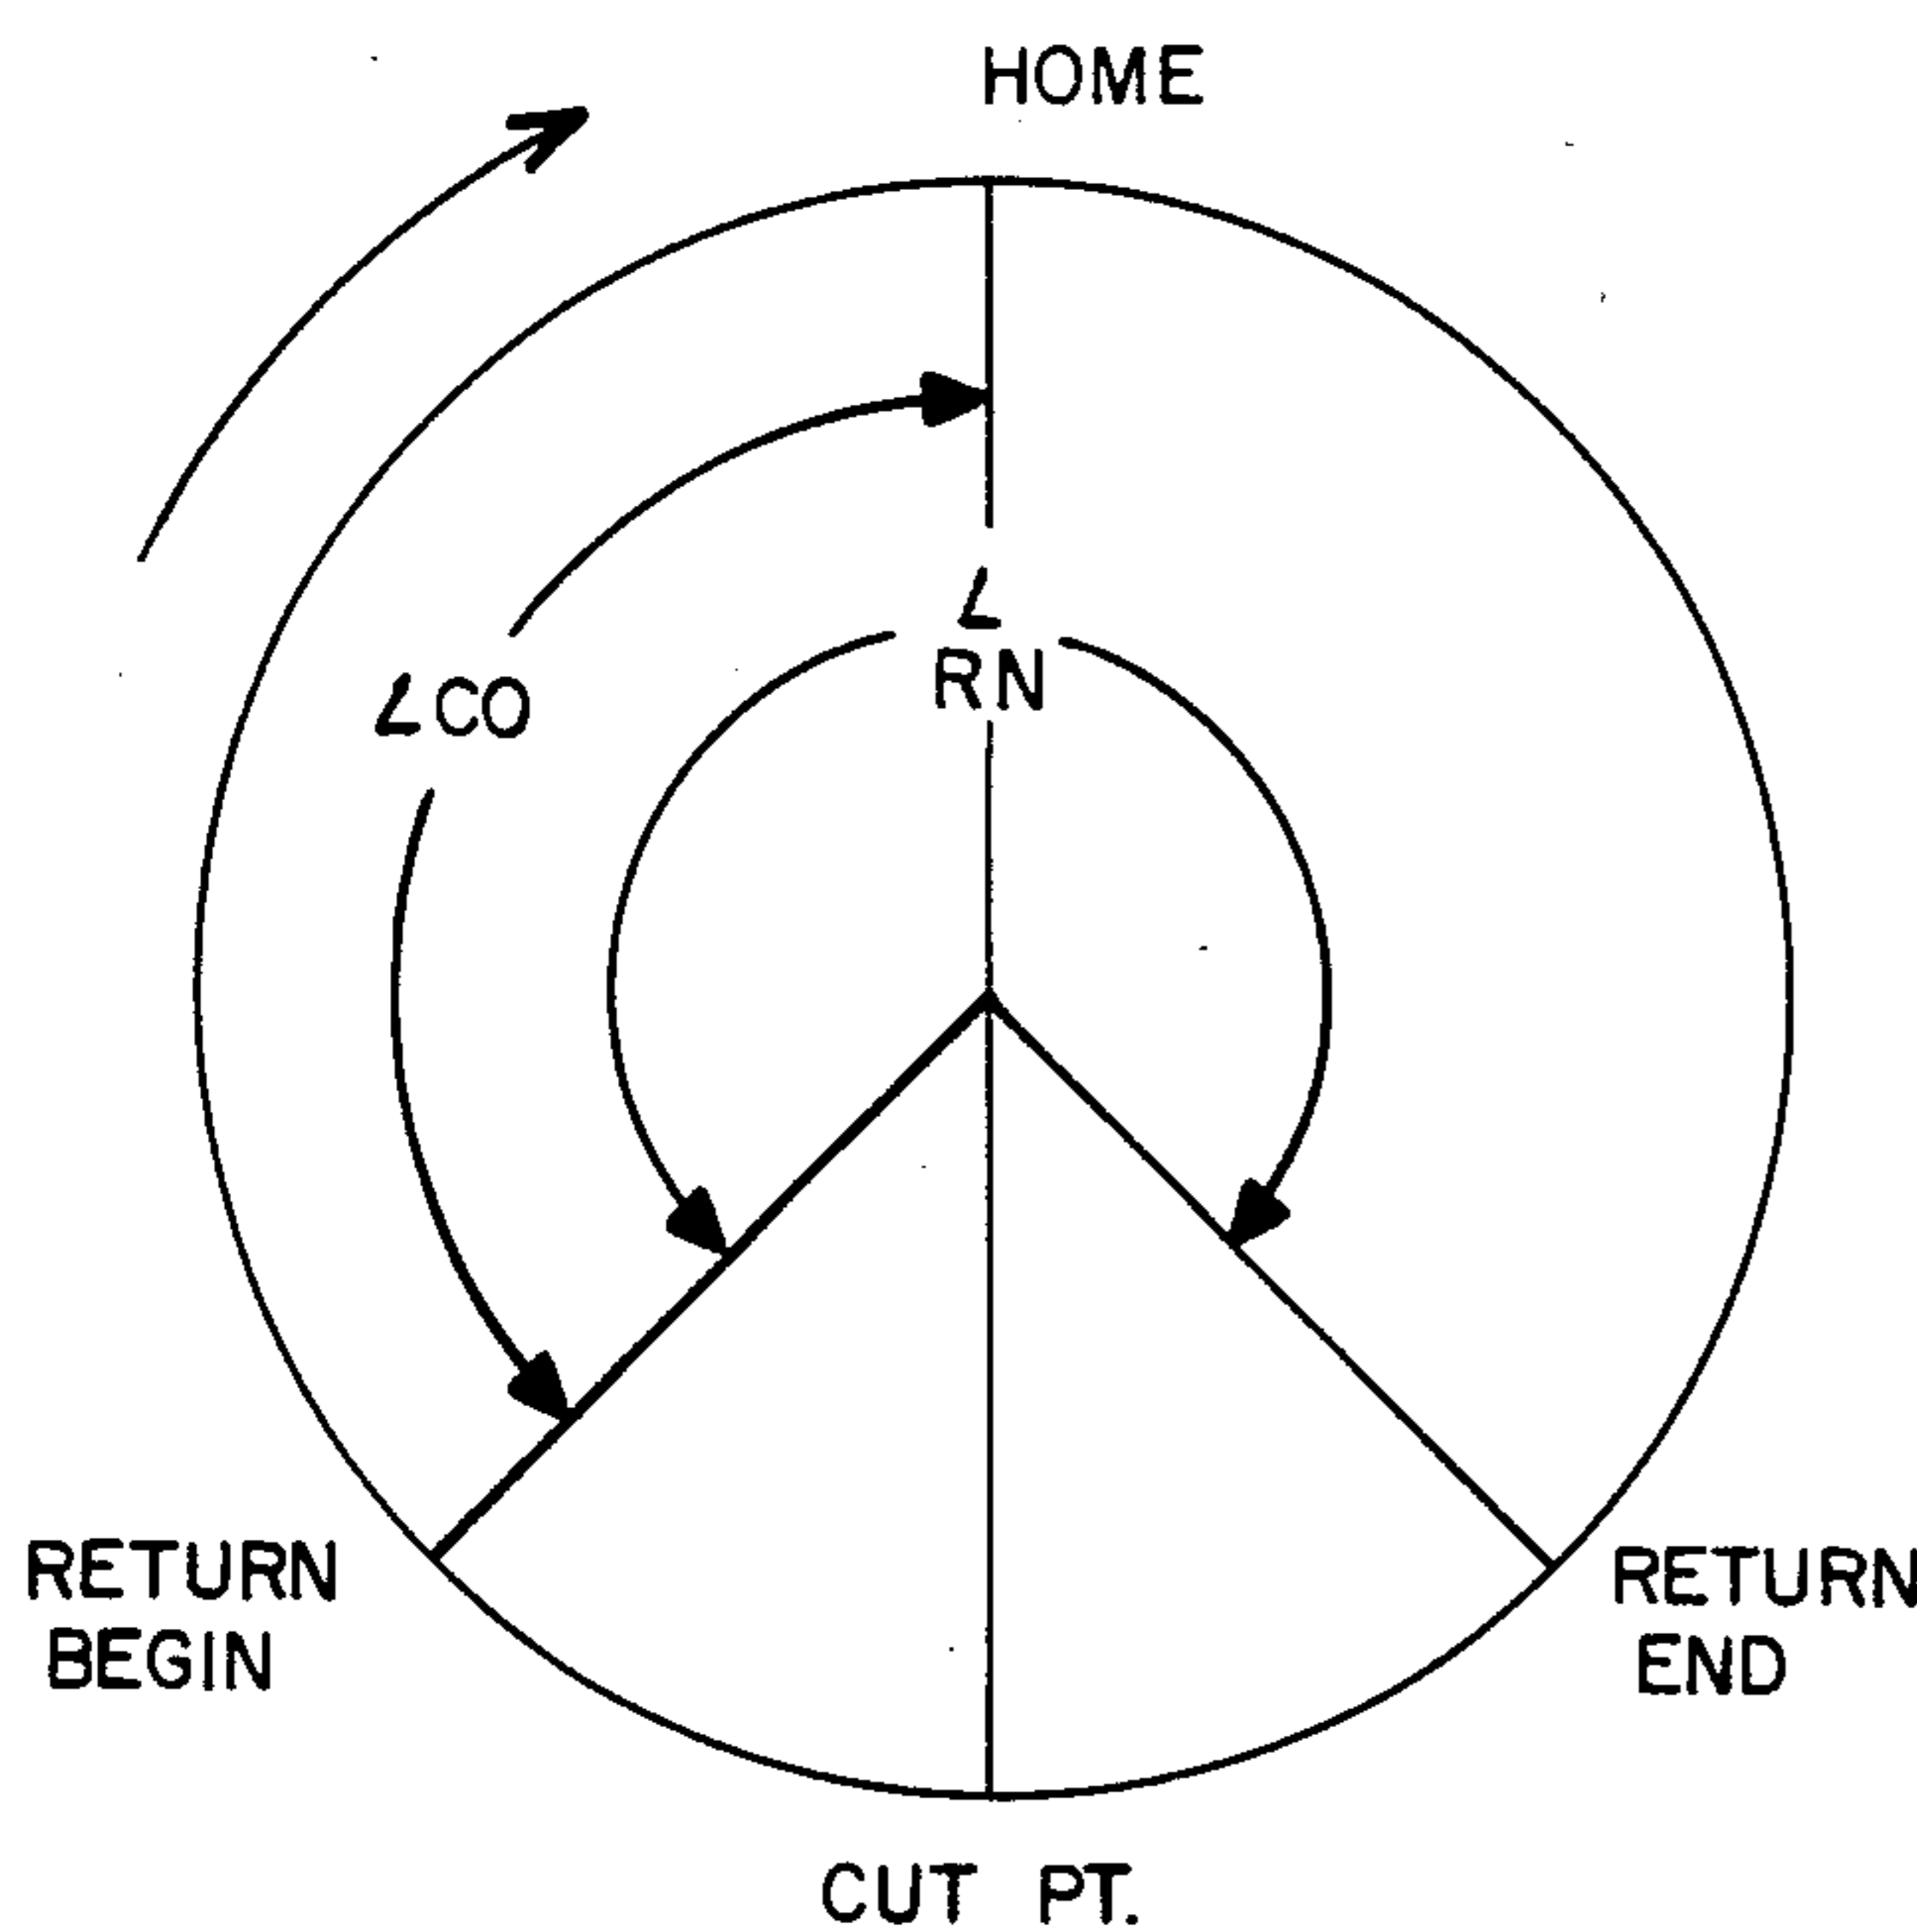 HOME
∠
RN
∠CO
RETURN
BEGIN
RETURN
END
CUT PT.